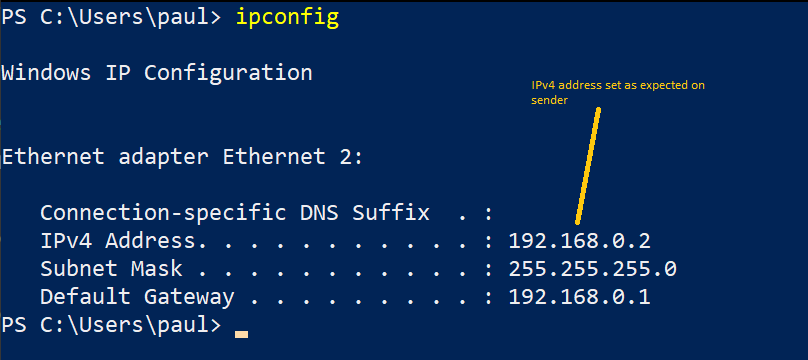 PS C:\Users\paul> ipconfig
Windows IP Configuration
IPv4 address set as expected on
sender
Ethernet adapter Ethernet 2:
Connection-specific DNS Suffix  . :
IPv4 Address. . . . . . . . . . . : 192.168.0.2
Subnet Mask . . . . . . . . . . . : 255.255.255.0
Default Gateway . . . . . . . . . : 192.168.0.1
PS C:\Users\paul>